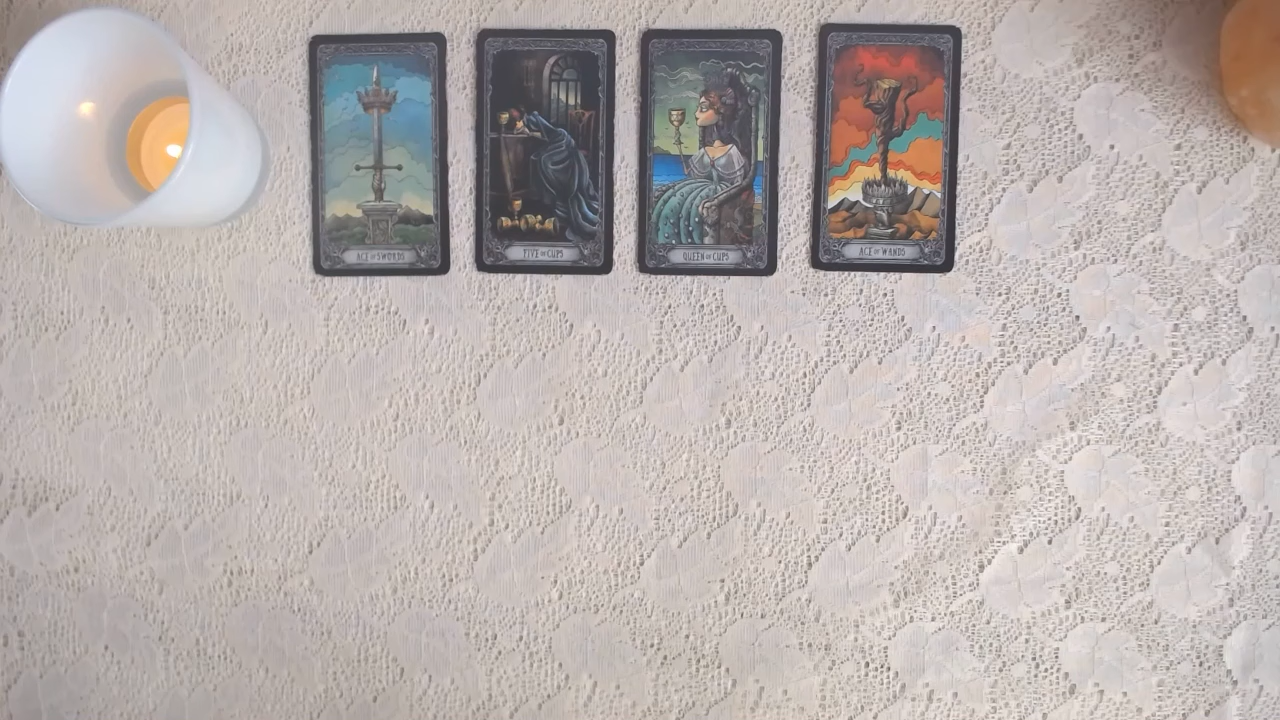 ACE OF SWORDS
FIVE OF CUPS
QUEEN OF CUPS
ACE OF WANDS